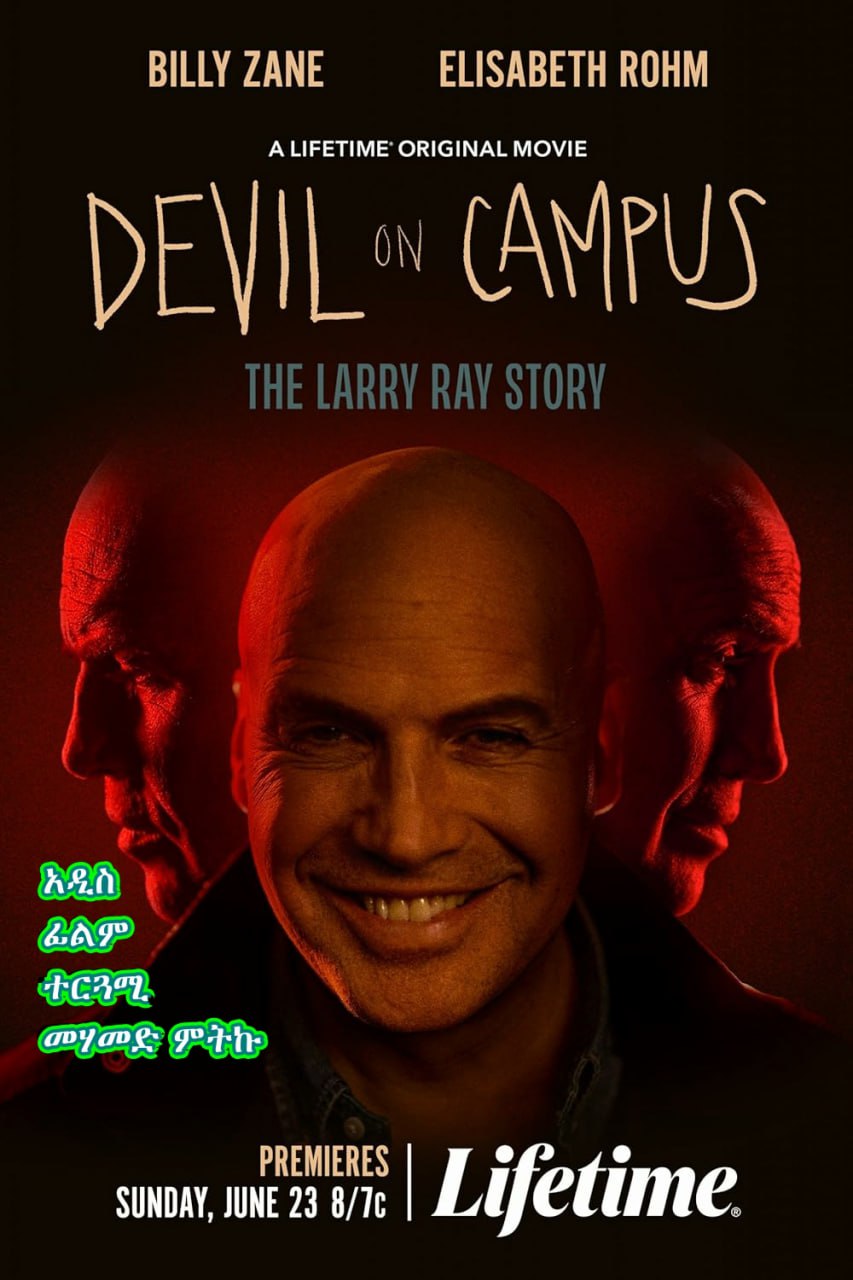 BILLY ZANE ELISABETH ROHM
A LIFETIME® ORIGINAL MOVIE
DEVIL ON CAMPUS
THE LARRY RAY STORY
አዲስ
ፊልም
ተርጓሚ
መሃመድ ምትኩ
PREMIERES
SUNDAY, JUNE 23 8/7c
Lifetime®